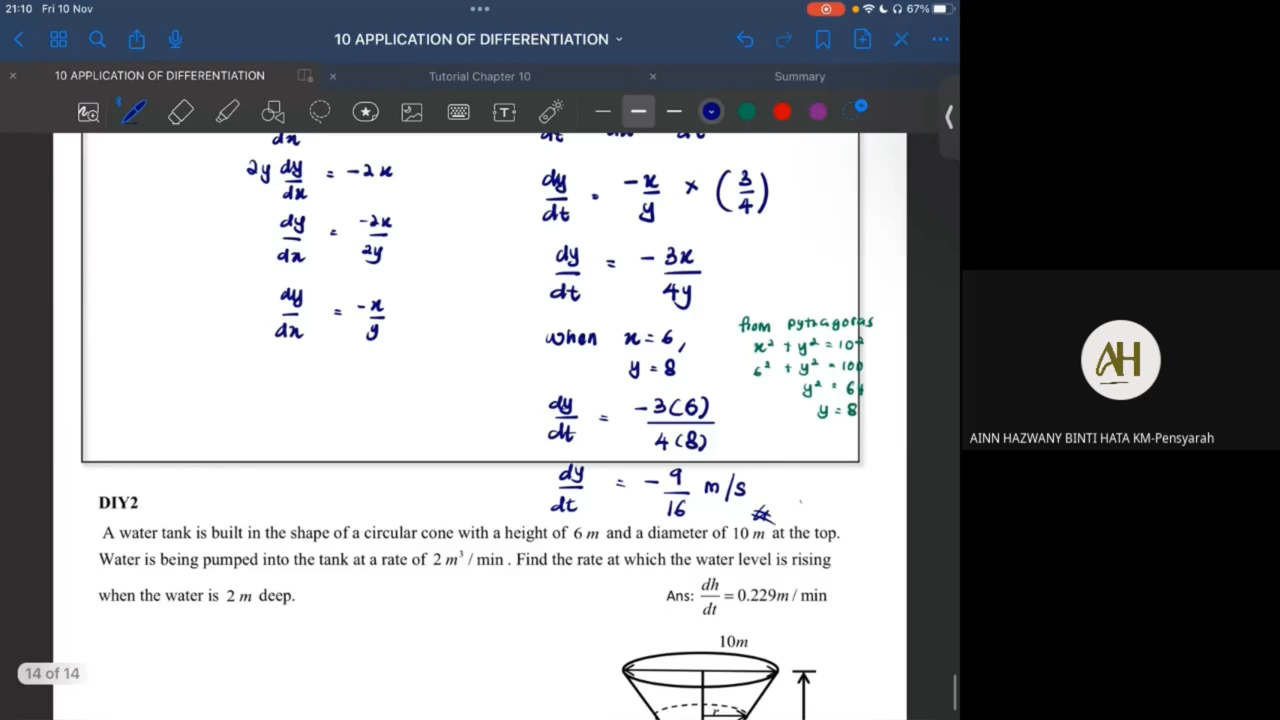 21:10 Fri 10 Nov
67%
10 APPLICATION OF DIFFERENTIATION
10 APPLICATION OF DIFFERENTIATION
Tutorial Chapter 10
Summary
dx
2y dy/dx = -2x
dy/dx = -2x/2y
dy/dx = -x/y
dt dx dt
dy/dt = -x/y × (3/4)
dy/dt = - 3x/4y
when x = 6,
y = 8
from pythagoras
x² + y² = 10²
6² + y² = 100
y² = 64
y = 8
dy/dt = -3(6)/4(8)
dy/dt = - 9/16 m/s
DIY2
A water tank is built in the shape of a circular cone with a height of 6 m and a diameter of 10 m at the top.
Water is being pumped into the tank at a rate of 2 m³ / min . Find the rate at which the water level is rising
when the water is 2 m deep.
Ans: dh/dt = 0.229m / min
10m
r
14 of 14
AH
AINN HAZWANY BINTI HATA KM-Pensyarah